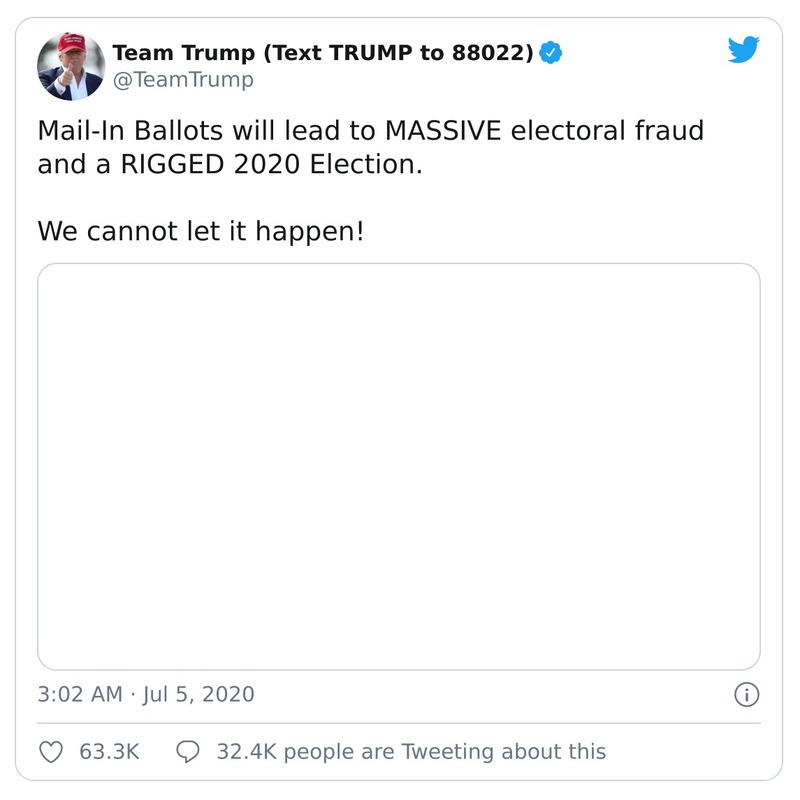 Team Trump (Text TRUMP to 88022)
@TeamTrump
Mail-In Ballots will lead to MASSIVE electoral fraud
and a RIGGED 2020 Election.
We cannot let it happen!
3:02 AM · Jul 5, 2020
63.3K 32.4K people are Tweeting about this